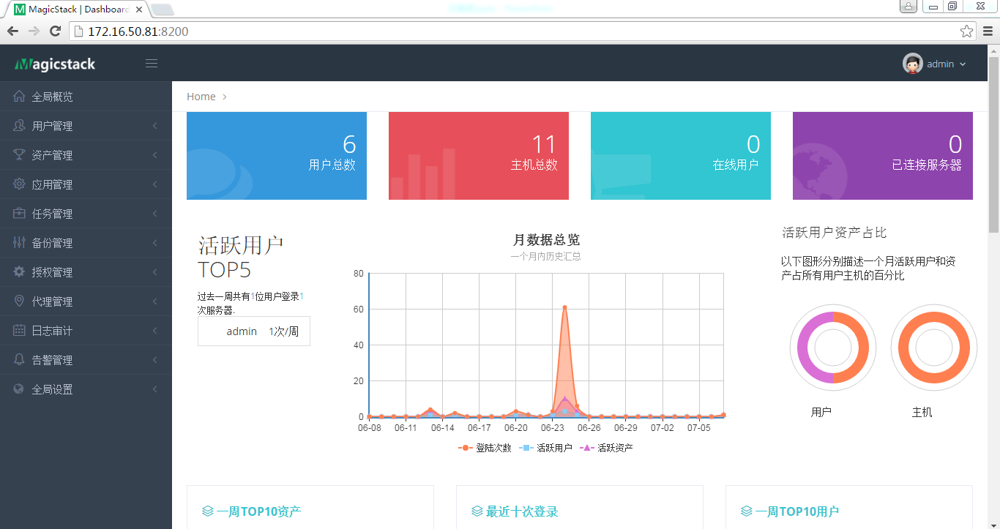 MagicStack | Dashboard
172.16.50.81:8200
Magicstack
admin
全局概览
用户管理
资产管理
应用管理
任务管理
备份管理
授权管理
代理管理
日志审计
告警管理
全局设置
Home
6
用户总数
11
主机总数
0
在线用户
0
已连接服务器
活跃用户
TOP5
过去一周共有1位用户登录1
次服务器.
admin 1次/周
月数据总览
一个月内历史汇总
80
60
40
20
0
06-08 06-11 06-14 06-17 06-20 06-23 06-26 06-29 07-02 07-05
登陆次数 活跃用户 活跃资产
活跃用户资产占比
以下图形分别描述一个月活跃用户和资
产占所有用户主机的百分比
用户 主机
一周TOP10资产
最近十次登录
一周TOP10用户